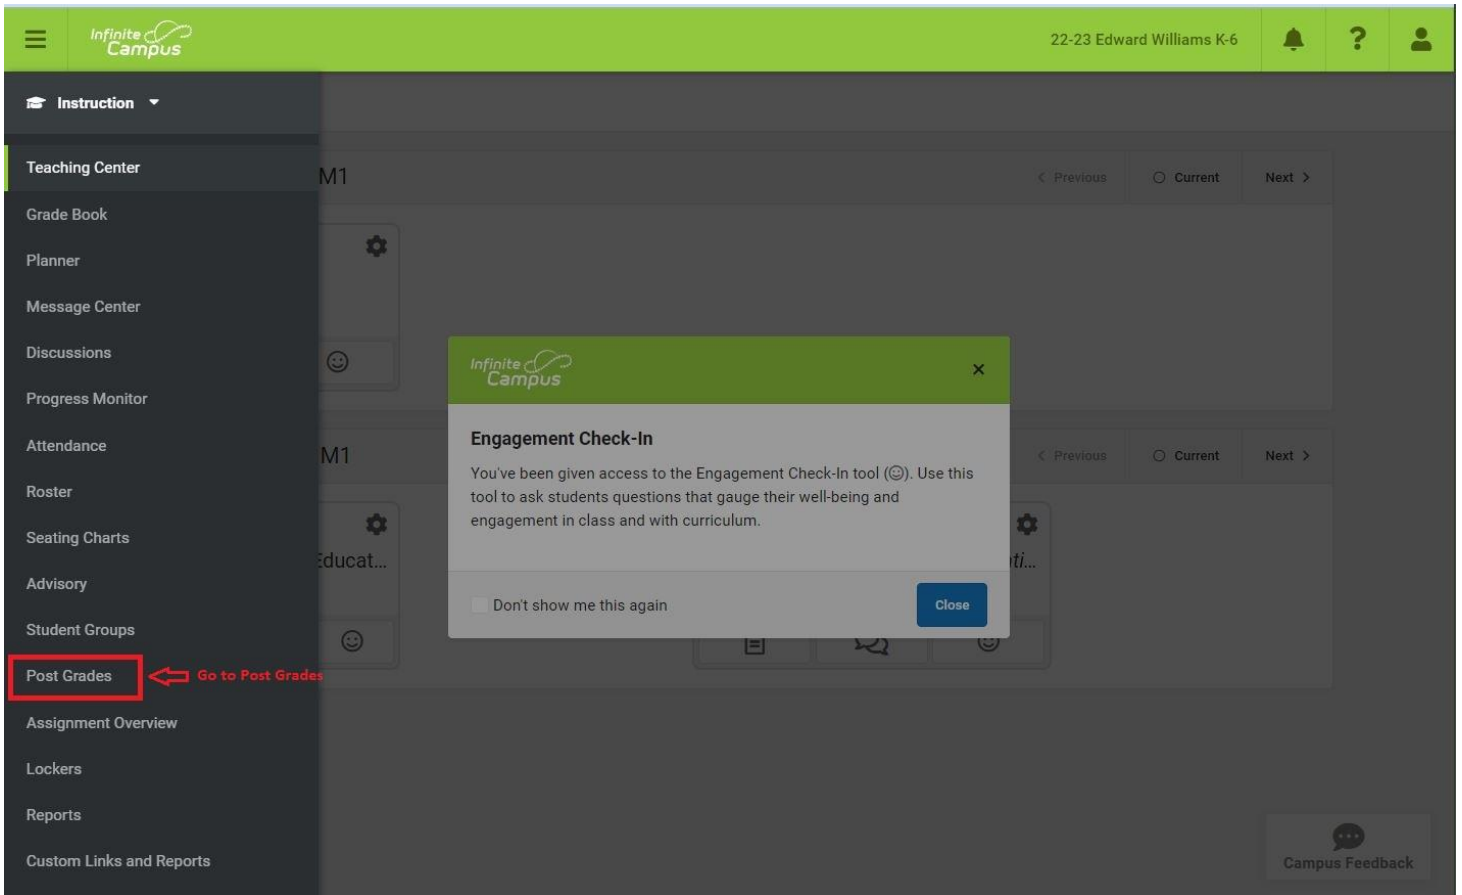 Infinite
Campus
22-23 Edward Williams K-6
?
Instruction
Teaching Center
Grade Book
Planner
Message Center
Discussions
Progress Monitor
Attendance
Roster
Seating Charts
Advisory
Student Groups
Post Grades
Go to Post Grades
Assignment Overview
Lockers
Reports
Custom Links and Reports
M1
< Previous
Current
Next >
M1
< Previous
Current
Next >
Educat...
ti...
Infinite
Campus
×
Engagement Check-In
You've been given access to the Engagement Check-In tool (☺). Use this
tool to ask students questions that gauge their well-being and
engagement in class and with curriculum.
Don't show me this again
Close
Campus Feedback